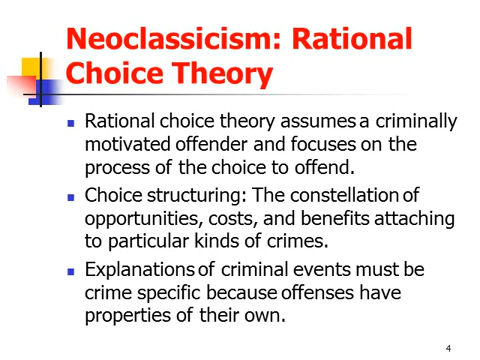 Neoclassicism: Rational
Choice Theory
Rational choice theory assumes a criminally
motivated offender and focuses on the
process of the choice to offend.
Choice structuring: The constellation of
opportunities, costs, and benefits attaching
to particular kinds of crimes.
Explanations of criminal events must be
crime specific because offenses have
properties of their own.
4